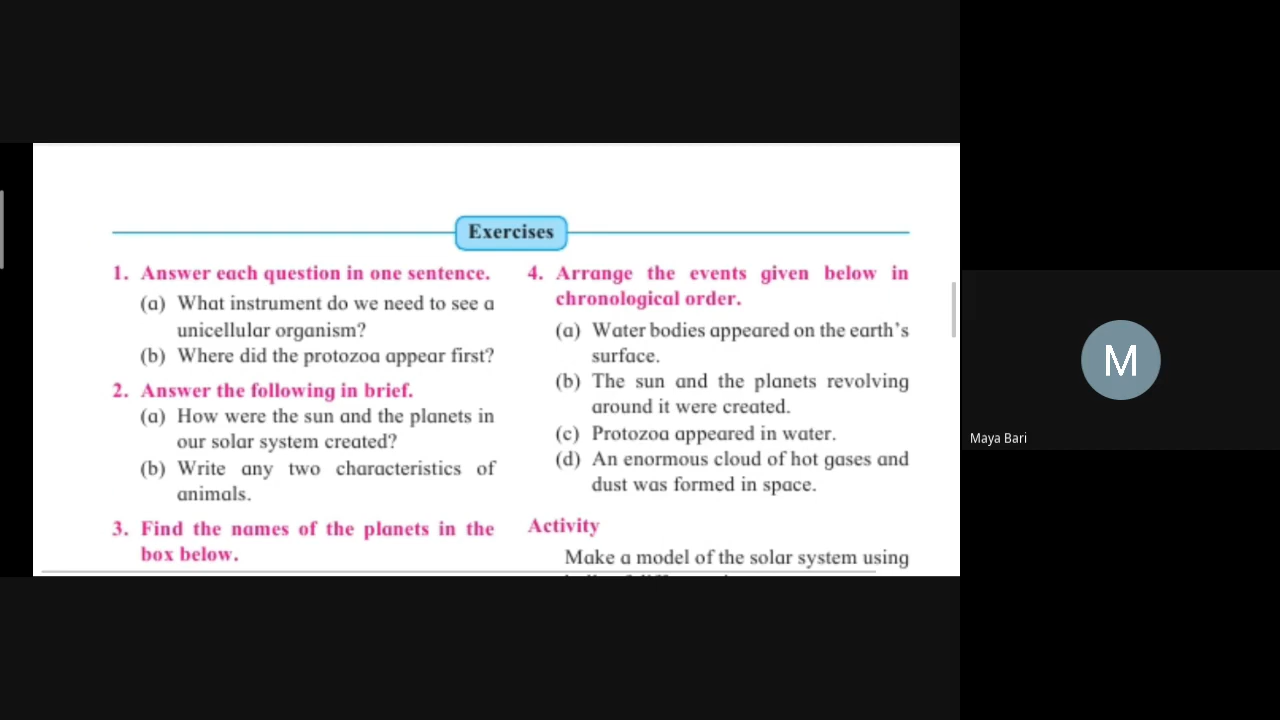 Exercises
1. Answer each question in one sentence.
(a) What instrument do we need to see a
unicellular organism?
(b) Where did the protozoa appear first?
2. Answer the following in brief.
(a) How were the sun and the planets in
our solar system created?
(b) Write any two characteristics of
animals.
3. Find the names of the planets in the
box below.
4. Arrange the events given below in
chronological order.
(a) Water bodies appeared on the earth's
surface.
(b) The sun and the planets revolving
around it were created.
(c) Protozoa appeared in water.
(d) An enormous cloud of hot gases and
dust was formed in space.
Activity
Make a model of the solar system using
M
Maya Bari